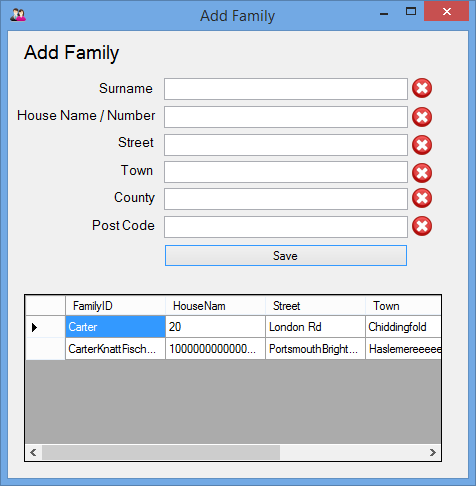 Add Family
Add Family
Surname
House Name / Number
Street
Town
County
Post Code
Save
FamilyID HouseNam Street Town
Carter 20 London Rd Chiddingfold
CarterKnattFisch... 1000000000000... PortsmouthBright... Haslemereeeeee